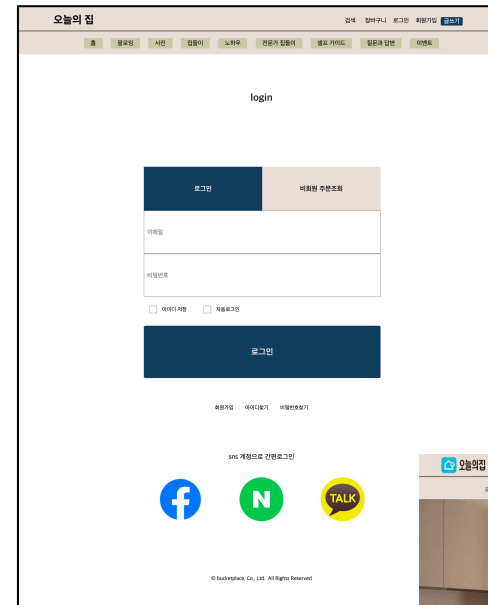 오늘의 집
검색 장바구니 로그인 회원가입 글쓰기
홈 팔로잉 사진 집들이 노하우 전문가 집들이 셀프 가이드 질문과 답변 이벤트
login
로그인 비회원 주문조회
이메일
비밀번호
아이디 저장 자동로그인
로그인
회원가입 아이디찾기 비밀번호찾기
sns 계정으로 간편로그인
오늘의집
N TALK
© bucketplace, Co., Ltd. All Rights Reserved